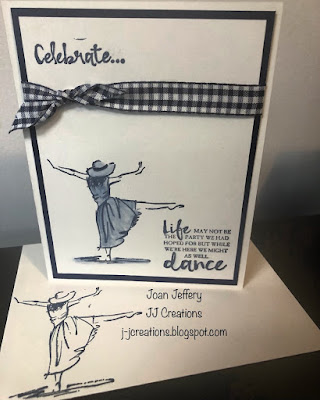 Celebrate...
Life MAY NOT BE
THE PARTY WE HAD
HOPED FOR BUT WHILE
WE'RE HERE WE MIGHT
AS WELL
dance
Joan Jeffery
JJ Creations
j-jcreations.blogspot.com